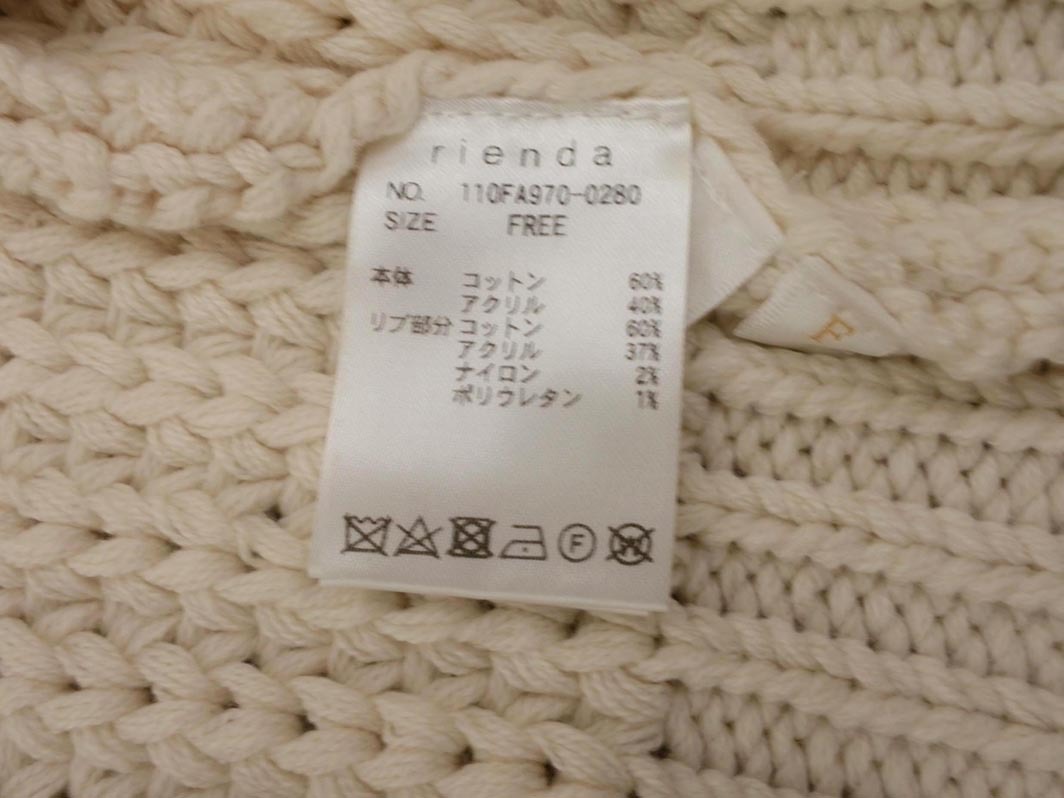 rienda
NO. 110FA970-0280
SIZE FREE
本体 コットン 60%
アクリル 40%
リブ部分 コットン 60%
アクリル 37%
ナイロン 2%
ポリウレタン 1%
F
F